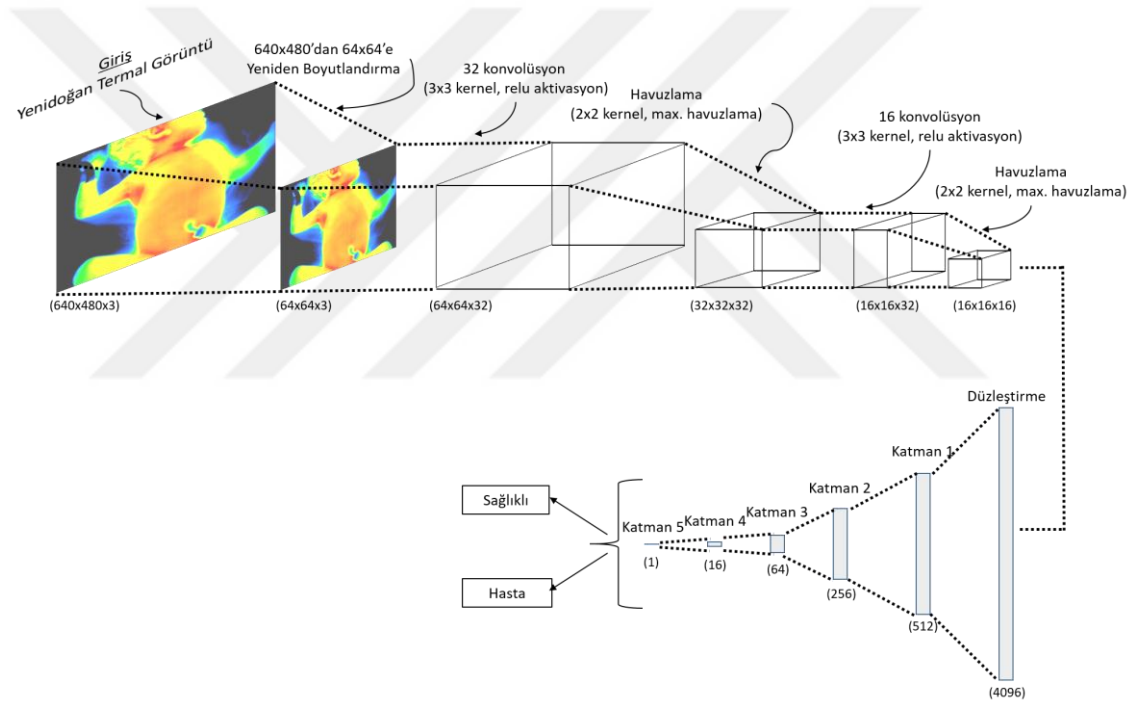 Giriş
Yenidoğan Termal Görüntü
640x480'dan 64x64'e
Yeniden Boyutlandırma
32 konvolüsyon
(3x3 kernel, relu aktivasyon)
Havuzlama
(2x2 kernel, max. havuzlama)
16 konvolüsyon
(3x3 kernel, relu aktivasyon)
Havuzlama
(2x2 kernel, max. havuzlama)
(640x480x3)
(64x64x3)
(64x64x32)
(32x32x32)
(16x16x32)
(16x16x16)
Düzleştirme
Katman 1
Katman 2
Katman 3
Katman 4
Katman 5
Sağlıklı
Hasta
(1)
(16)
(64)
(256)
(512)
(4096)